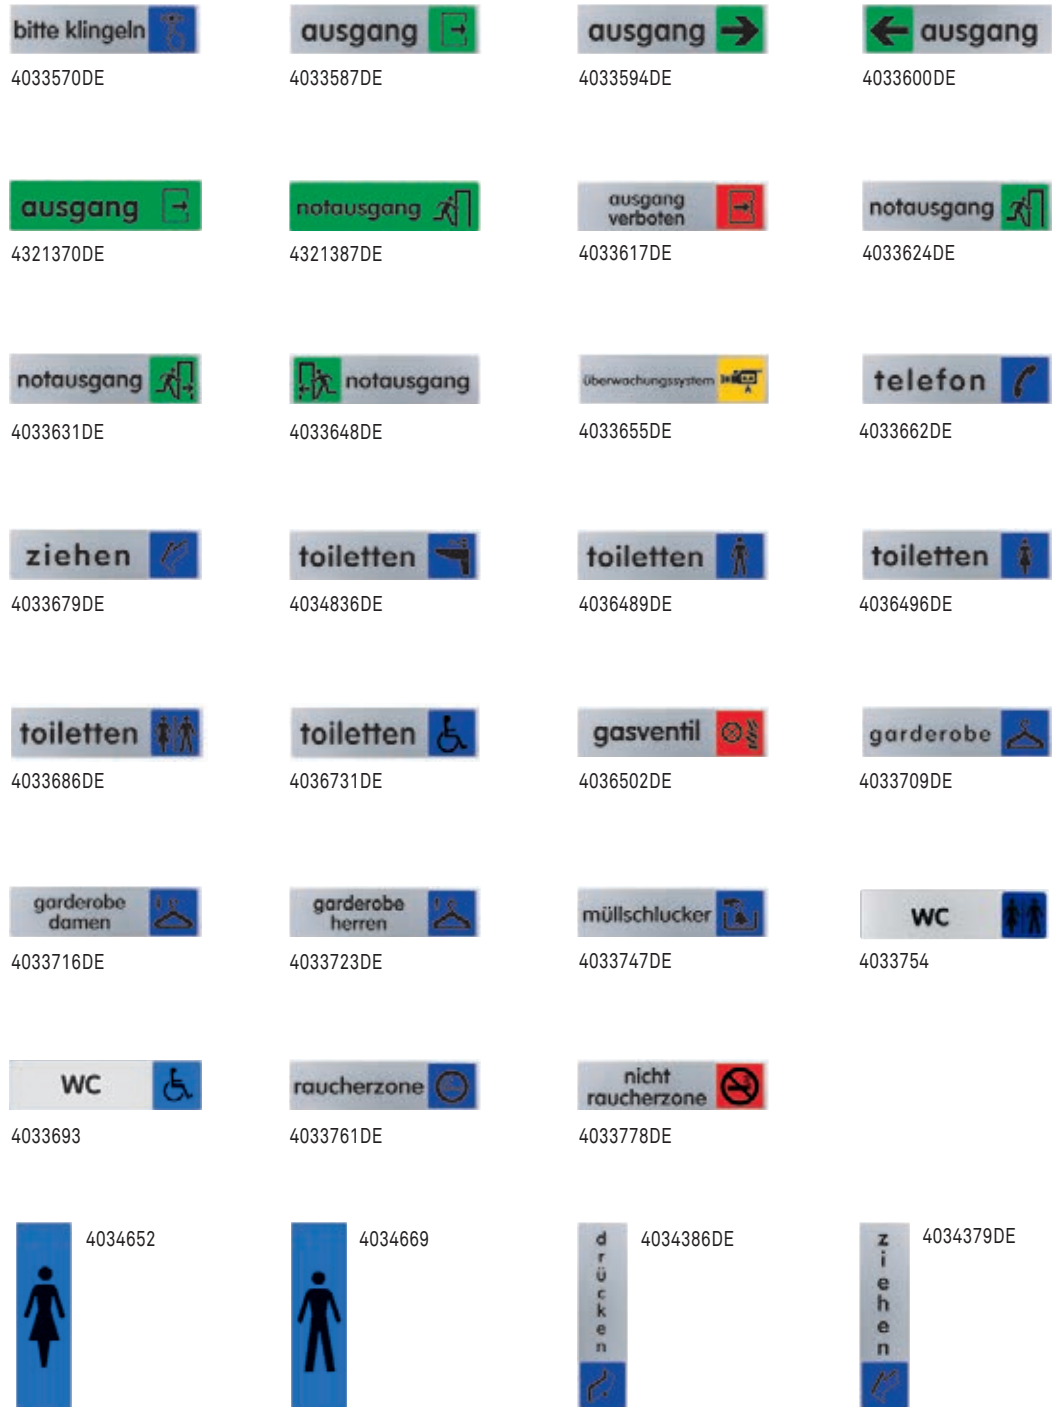 bitte klingeln
ausgang
ausgang
ausgang
4033570DE
4033587DE
4033594DE
4033600DE
ausgang
notausgang
ausgang
verboten
notausgang
4321370DE
4321387DE
4033617DE
4033624DE
notausgang
notausgang
überwachungssystem
telefon
4033631DE
4033648DE
4033655DE
4033662DE
ziehen
toiletten
toiletten
toiletten
4033679DE
4034836DE
4036489DE
4036496DE
toiletten
toiletten
gasventil
garderobe
4033686DE
4036731DE
4036502DE
4033709DE
garderobe
damen
garderobe
herren
müllschlucker
WC
4033716DE
4033723DE
4033747DE
4033754
WC
raucherzone
nicht
raucherzone
4033693
4033761DE
4033778DE
4034652
4034669
drücken
4034386DE
ziehen
4034379DE